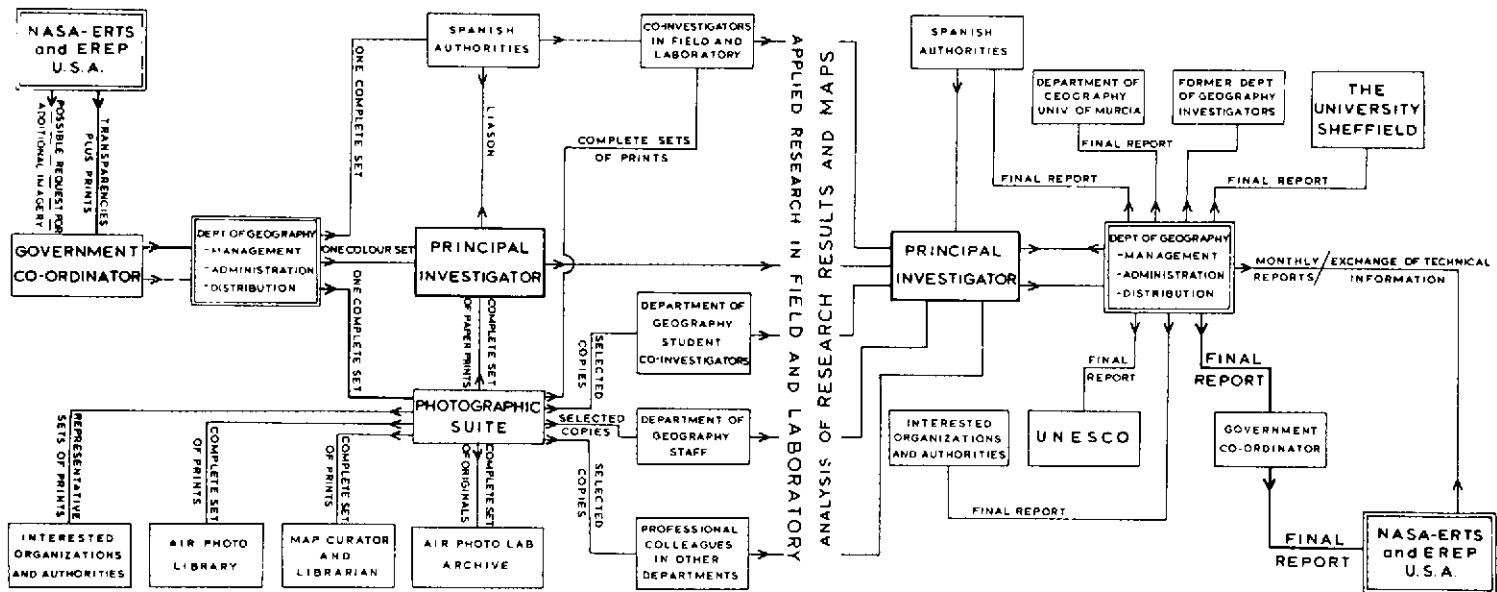 NASA-ERTS
and EREP
U.S.A.
POSSIBLE REQUEST FOR
ADDITIONAL IMAGERY
TRANSPARENCIES
PLUS PRINTS
GOVERNMENT
CO-ORDINATOR
DEPT OF GEOGRAPHY
-MANAGEMENT
-ADMINISTRATION
-DISTRIBUTION
ONE COMPLETE SET
ONE COLOUR SET
ONE COMPLETE SET
SPANISH
AUTHORITIES
LIASON
PRINCIPAL
INVESTIGATOR
COMPLETE SET
OF PAPER PRINTS
PHOTOGRAPHIC
SUITE
CO-INVESTIGATORS
IN FIELD AND
LABORATORY
COMPLETE SETS
OF PRINTS
SELECTED
COPIES
DEPARTMENT OF
GEOGRAPHY
STUDENT
CO-INVESTIGATORS
SELECTED
COPIES
DEPARTMENT OF
GEOGRAPHY
STAFF
SELECTED
COPIES
PROFESSIONAL
COLLEAGUES
IN OTHER
DEPARTMENTS
REPRESENTATIVE
SETS OF PRINTS
INTERESTED
ORGANIZATIONS
AND AUTHORITIES
COMPLETE SET
OF PRINTS
AIR PHOTO
LIBRARY
COMPLETE SET
OF PRINTS
MAP CURATOR
AND
LIBRARIAN
COMPLETE SET
OF ORIGINALS
AIR PHOTO LAB
ARCHIVE
APPLIED RESEARCH IN FIELD AND LABORATORY
ANALYSIS OF RESEARCH RESULTS AND MAPS
SPANISH
AUTHORITIES
PRINCIPAL
INVESTIGATOR
DEPARTMENT OF
GEOGRAPHY
UNIV. OF MURCIA
FORMER DEPT
OF GEOGRAPHY
INVESTIGATORS
THE
UNIVERSITY
SHEFFIELD
FINAL REPORT
FINAL REPORT
FINAL REPORT
FINAL REPORT
DEPT OF GEOGRAPHY
-MANAGEMENT
-ADMINISTRATION
-DISTRIBUTION
MONTHLY
REPORTS
/
EXCHANGE OF TECHNICAL
INFORMATION
FINAL
REPORT
FINAL
REPORT
INTERESTED
ORGANIZATIONS
AND AUTHORITIES
UNESCO
GOVERNMENT
CO-ORDINATOR
FINAL REPORT
FINAL
REPORT
NASA-ERTS
and EREP
U.S.A.